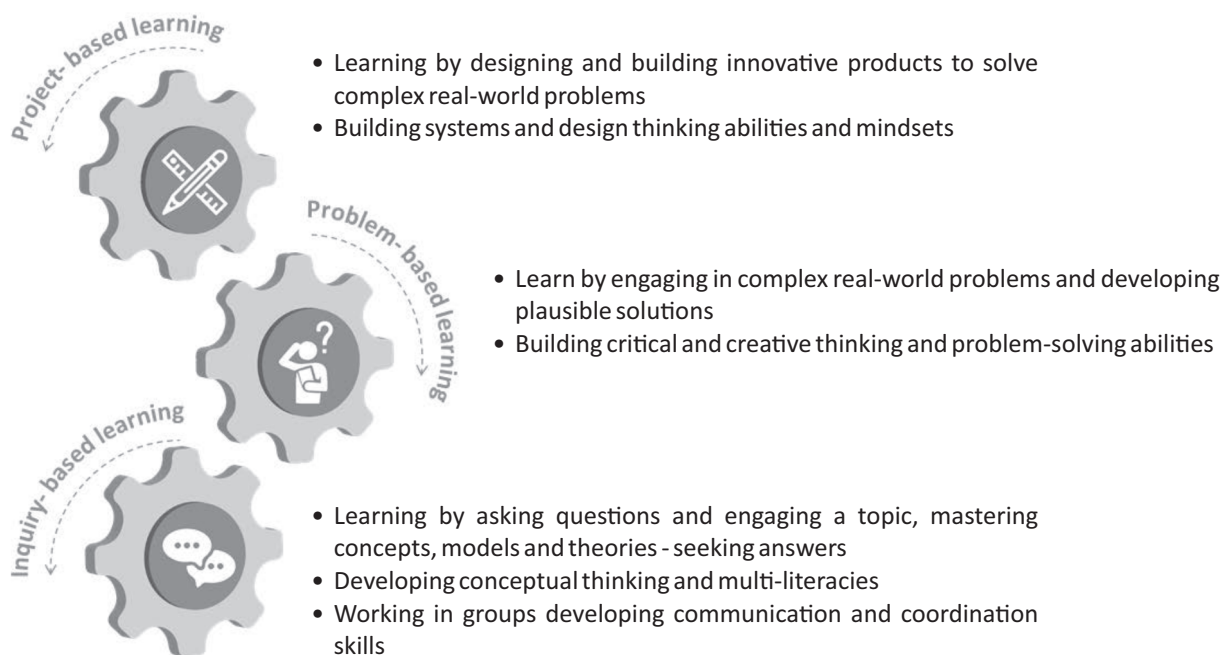 Project- based learning
• Learning by designing and building innovative products to solve
complex real-world problems
• Building systems and design thinking abilities and mindsets
Problem- based learning
• Learn by engaging in complex real-world problems and developing
plausible solutions
• Building critical and creative thinking and problem-solving abilities
Inquiry- based learning
• Learning by asking questions and engaging a topic, mastering
concepts, models and theories - seeking answers
• Developing conceptual thinking and multi-literacies
• Working in groups developing communication and coordination
skills